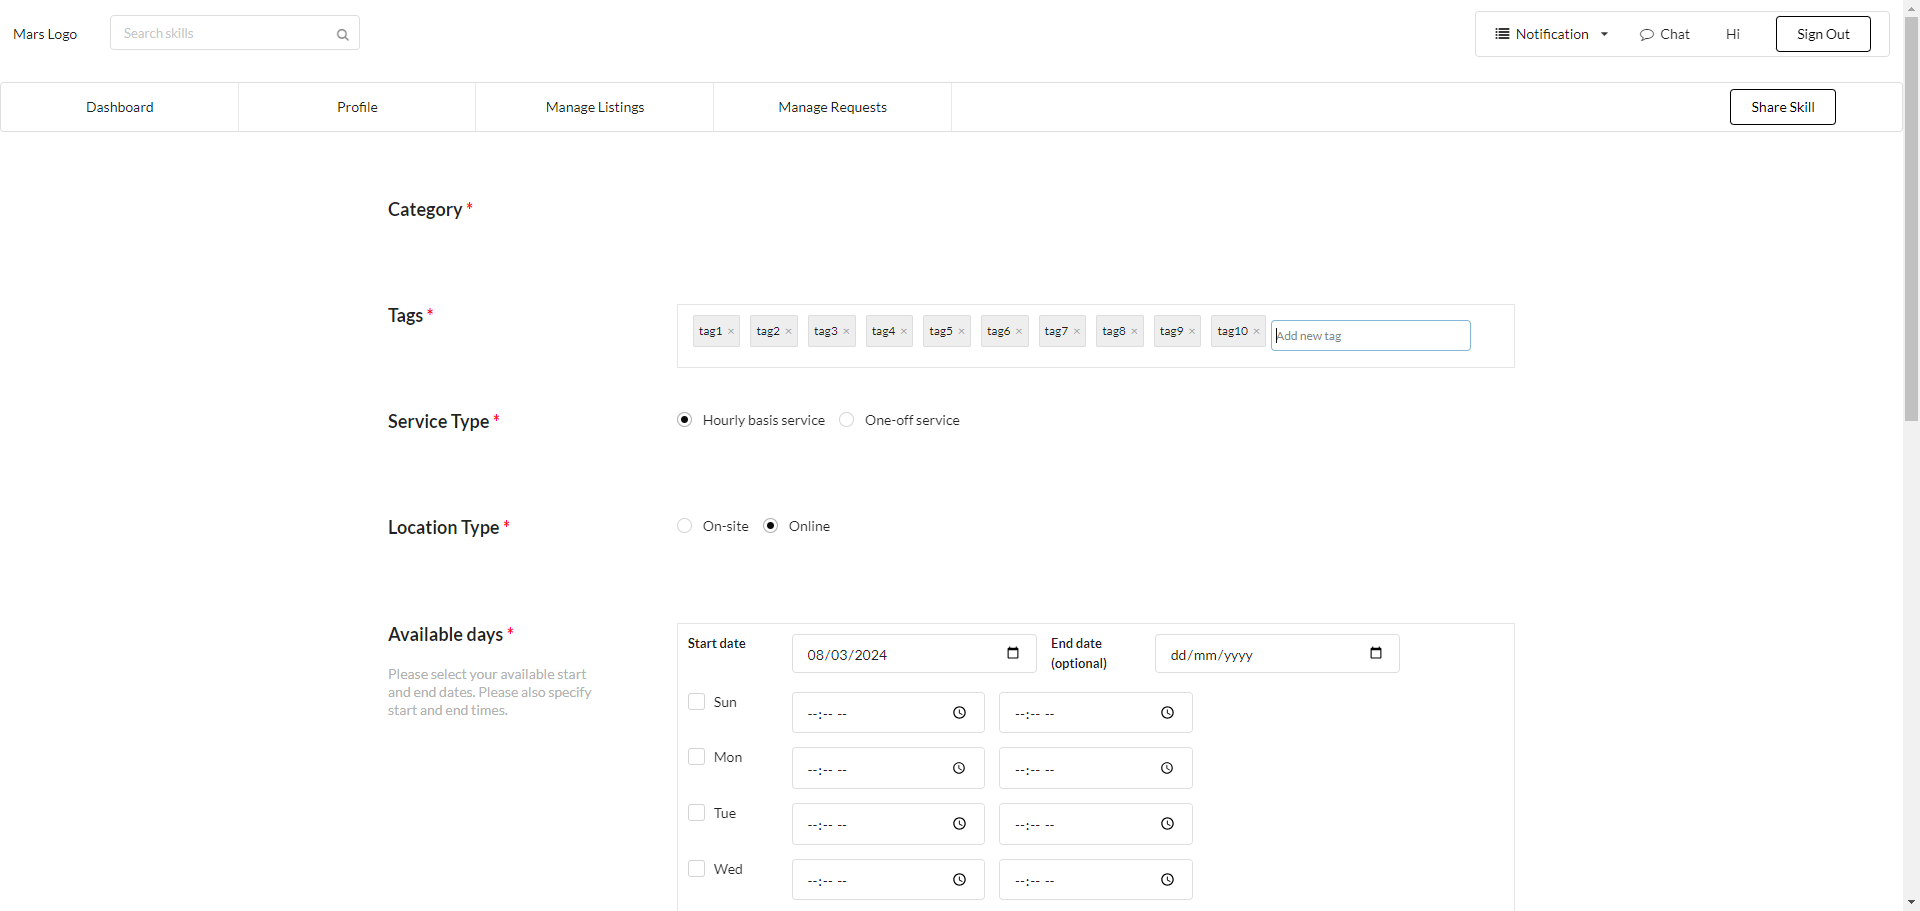 Mars Logo Search skills Notification Chat Hi Sign Out
Dashboard Profile Manage Listings Manage Requests Share Skill
Category *
Tags * tag1 × tag2 × tag3 × tag4 × tag5 × tag6 × tag7 × tag8 × tag9 × tag10 × Add new tag
Service Type * Hourly basis service One-off service
Location Type * On-site Online
Available days *
Please select your available start
and end dates. Please also specify
start and end times.
Start date 08/03/2024 End date
(optional) dd/mm/yyyy
Sun --:-- -- --:-- --
Mon --:-- -- --:-- --
Tue --:-- -- --:-- --
Wed --:-- -- --:-- --